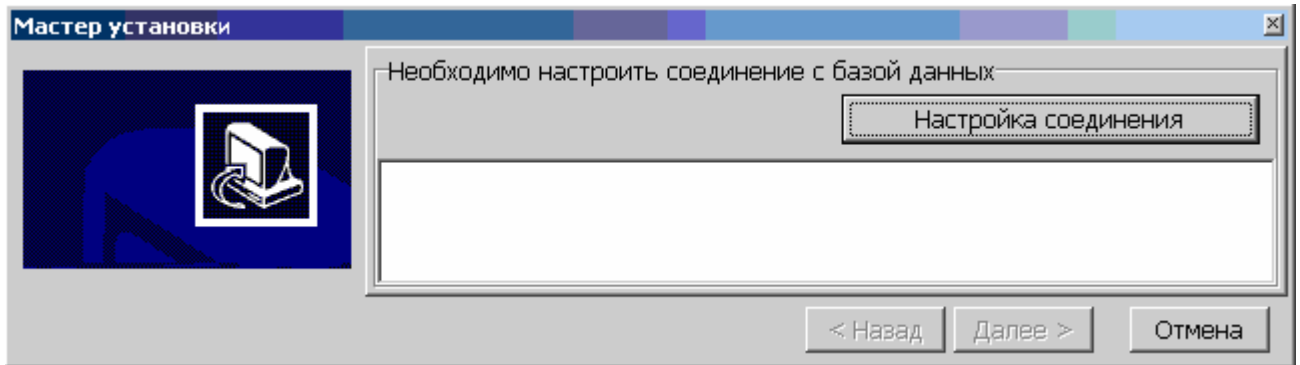 Мастер установки
Необходимо настроить соединение с базой данных
Настройка соединения
< Назад
Далее >
Отмена